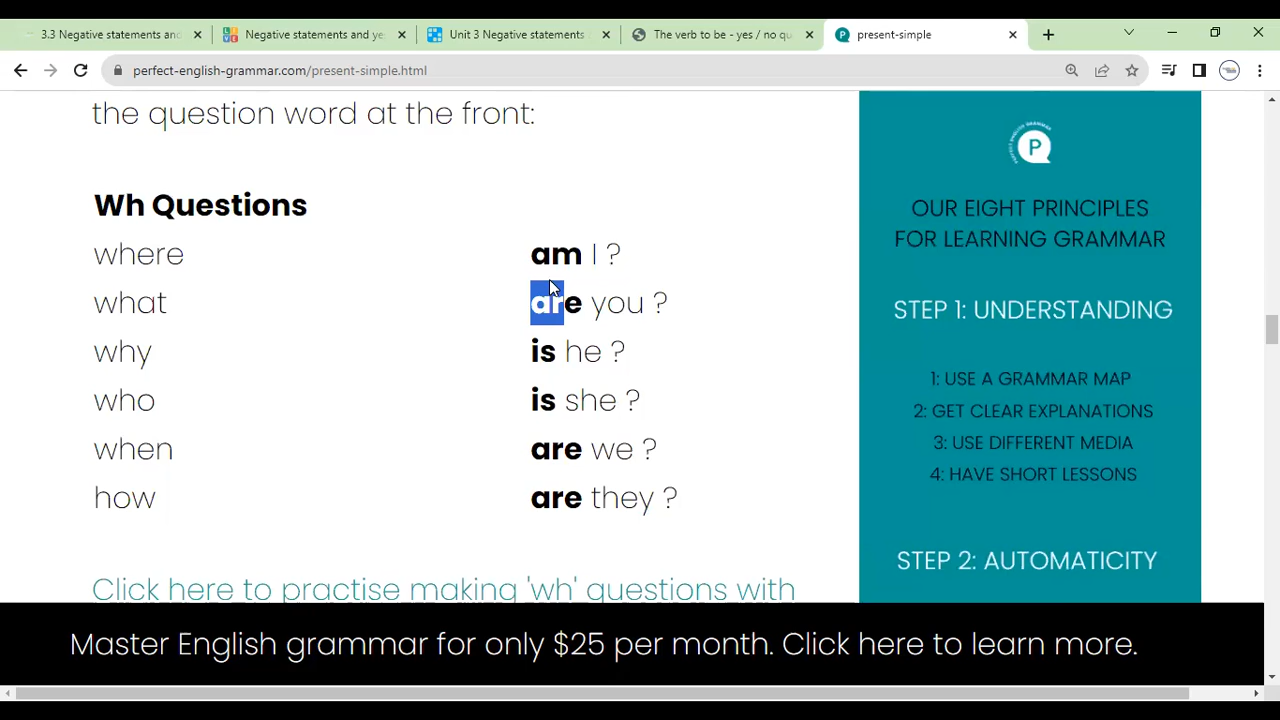 3.3 Negative statements and
Negative statements and ye
Unit 3 Negative statements
The verb to be - yes / no qu
present-simple
perfect-english-grammar.com/present-simple.html
the question word at the front:
Wh Questions
where am I ?
what are you ?
why is he ?
who is she ?
when are we ?
how are they ?
Click here to practise making 'wh' questions with
P
OUR EIGHT PRINCIPLES
FOR LEARNING GRAMMAR
STEP 1: UNDERSTANDING
1: USE A GRAMMAR MAP
2: GET CLEAR EXPLANATIONS
3: USE DIFFERENT MEDIA
4: HAVE SHORT LESSONS
STEP 2: AUTOMATICITY
Master English grammar for only $25 per month. Click here to learn more.